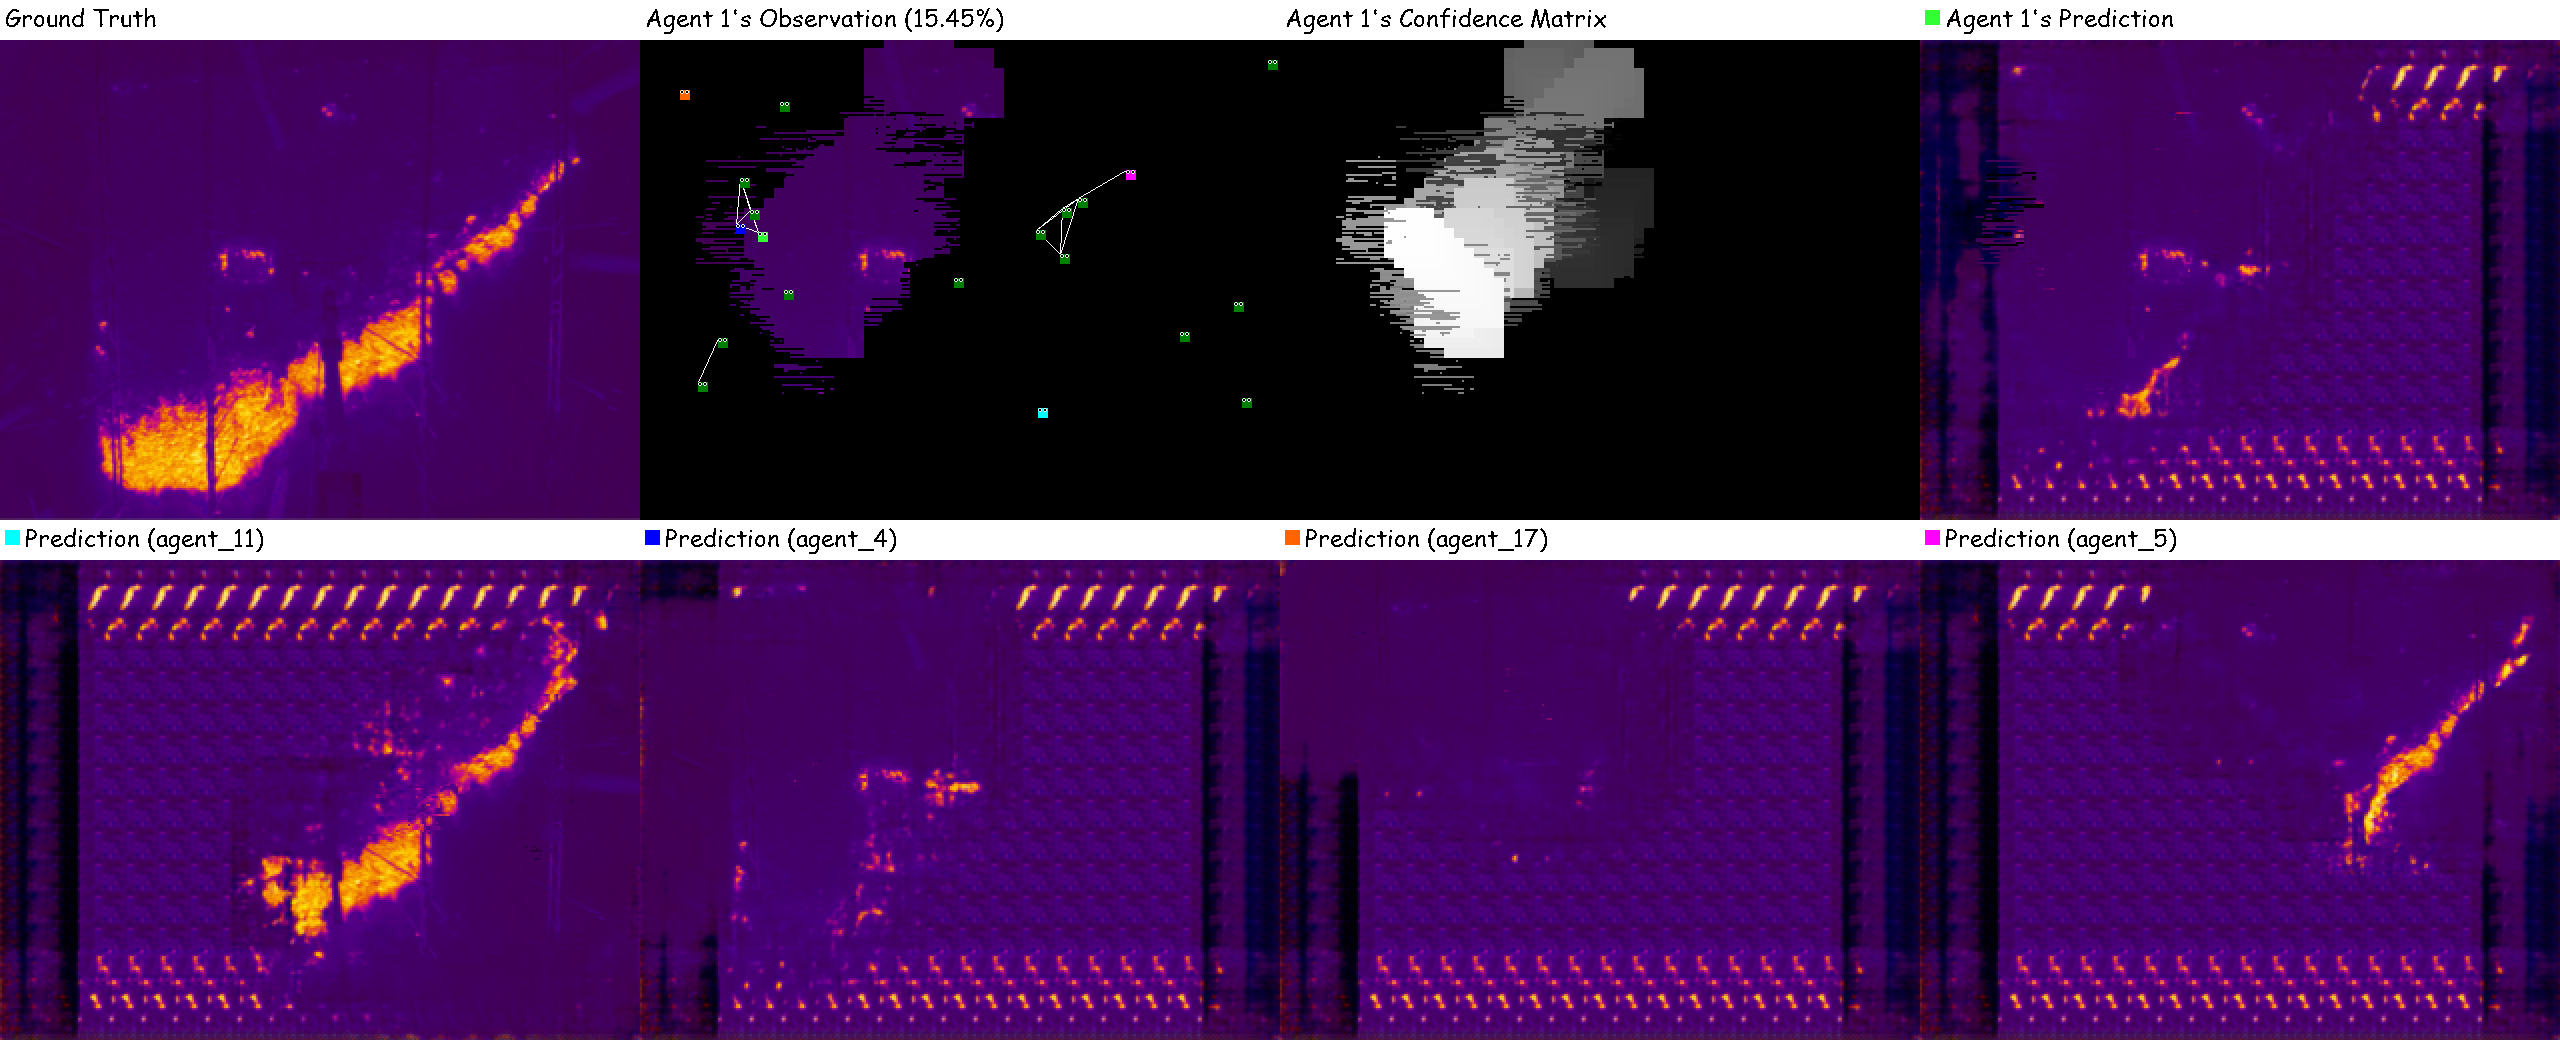 Ground Truth
Agent 1's Observation (15.45%)
Agent 1's Confidence Matrix
Agent 1's Prediction
Prediction (agent_11)
Prediction (agent_4)
Prediction (agent_17)
Prediction (agent_5)